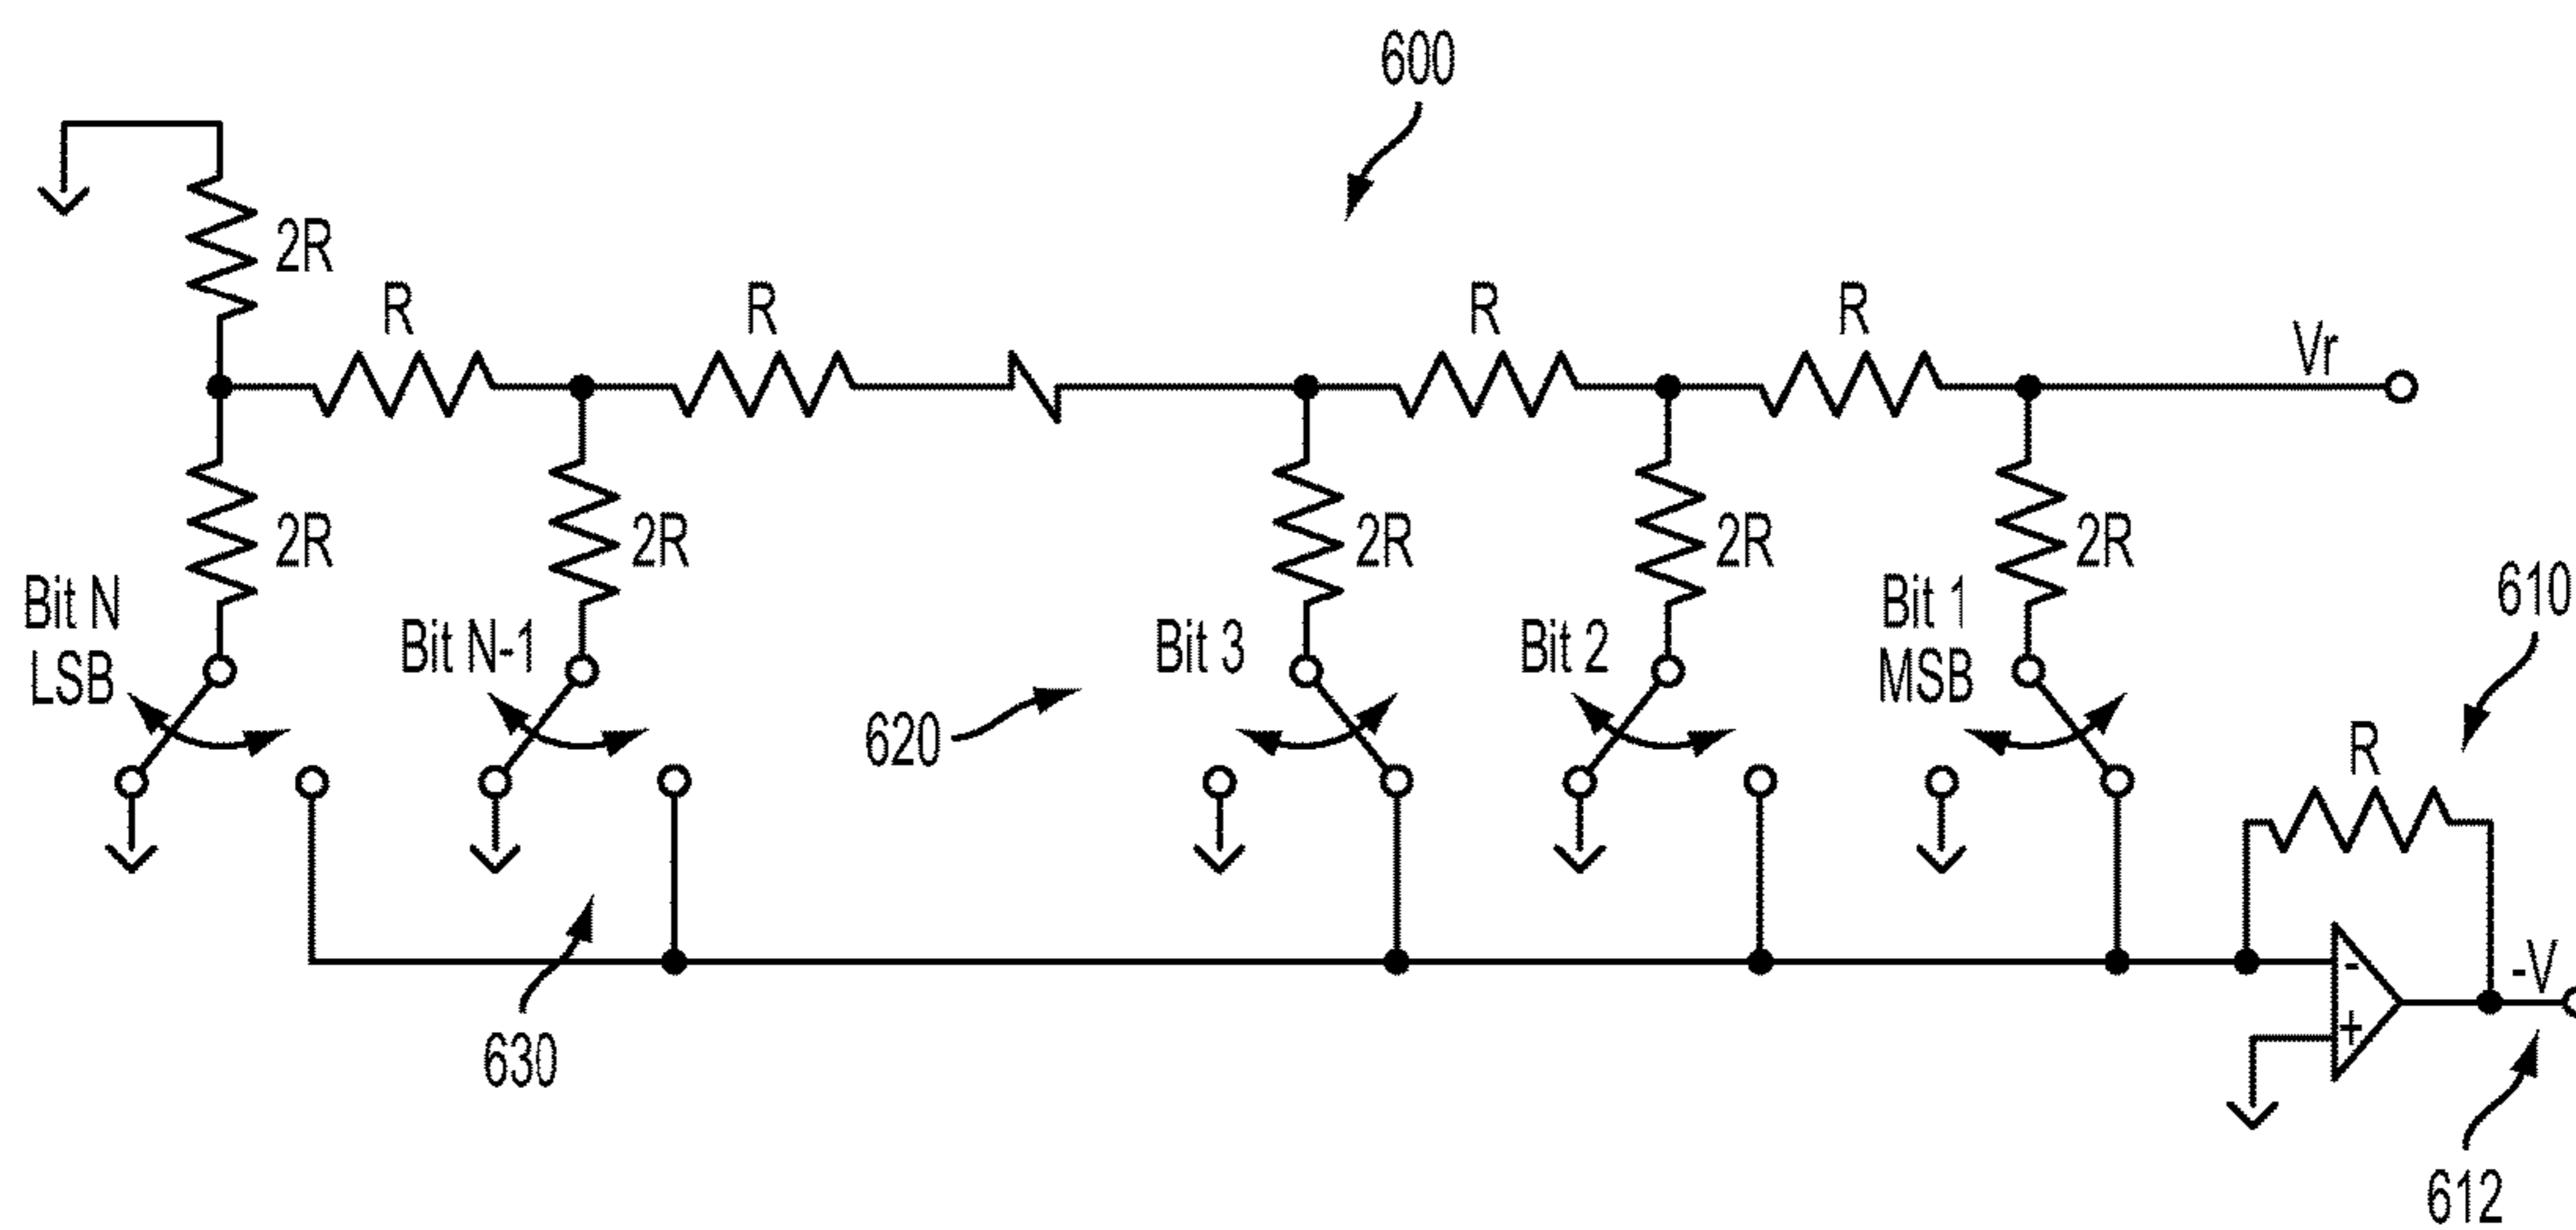 600
2R
R
R
R
R
Vr
2R
2R
2R
2R
2R
Bit N
LSB
Bit N-1
Bit 3
Bit 2
Bit 1
MSB
610
620
R
630
-
+
-V
612